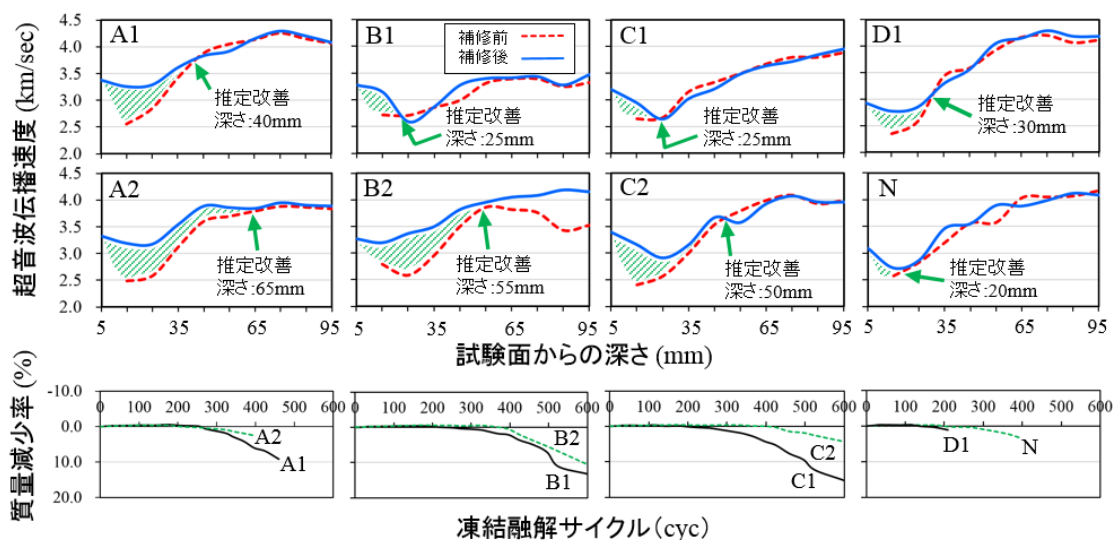 超音波伝播速度 (km/sec)
4.5
4.0
3.5
3.0
2.5
2.0
A1
推定改善
深さ:40mm
B1
補修前
補修後
推定改善
深さ:25mm
C1
推定改善
深さ:25mm
D1
推定改善
深さ:30mm
4.5
4.0
3.5
3.0
2.5
2.0
A2
推定改善
深さ:65mm
B2
推定改善
深さ:55mm
C2
推定改善
深さ:50mm
N
推定改善
深さ:20mm
5 35 65 95
5 35 65 95
5 35 65 95
5 35 65 95
試験面からの深さ (mm)
質量減少率 (%)
-10.0
0.0
10.0
20.0
0 100 200 300 400 500 600
A2
A1
0 100 200 300 400 500 600
B2
B1
0 100 200 300 400 500 600
C2
C1
0 100 200 300 400 500 600
D1
N
凍結融解サイクル(cyc)